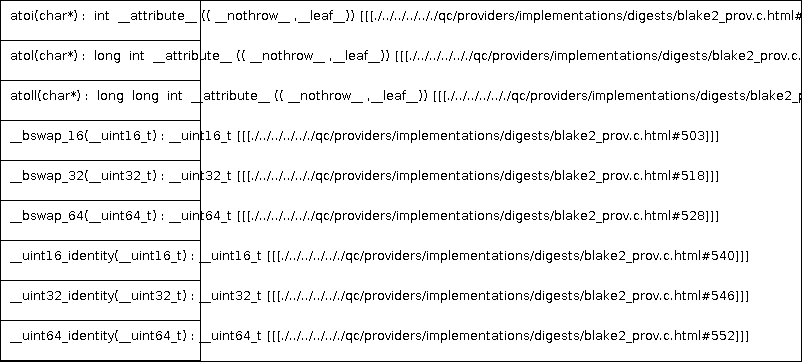 atoi(char*) : int __attribute__ (( __nothrow__ ,__leaf__)) [[[./../../../../qc/providers/implementations/digests/blake2_prov.c.html#
atol(char*) : long int __attribute__ (( __nothrow__ ,__leaf__)) [[[./../../../../qc/providers/implementations/digests/blake2_prov.c.
atoll(char*) : long long int __attribute__ (( __nothrow__ ,__leaf__)) [[[./../../../../qc/providers/implementations/digests/blake2_p
__bswap_16(__uint16_t) : __uint16_t [[[./../../../../qc/providers/implementations/digests/blake2_prov.c.html#503]]]
__bswap_32(__uint32_t) : __uint32_t [[[./../../../../qc/providers/implementations/digests/blake2_prov.c.html#518]]]
__bswap_64(__uint64_t) : __uint64_t [[[./../../../../qc/providers/implementations/digests/blake2_prov.c.html#528]]]
__uint16_identity(__uint16_t) : __uint16_t [[[./../../../../qc/providers/implementations/digests/blake2_prov.c.html#540]]]
__uint32_identity(__uint32_t) : __uint32_t [[[./../../../../qc/providers/implementations/digests/blake2_prov.c.html#546]]]
__uint64_identity(__uint64_t) : __uint64_t [[[./../../../../qc/providers/implementations/digests/blake2_prov.c.html#552]]]